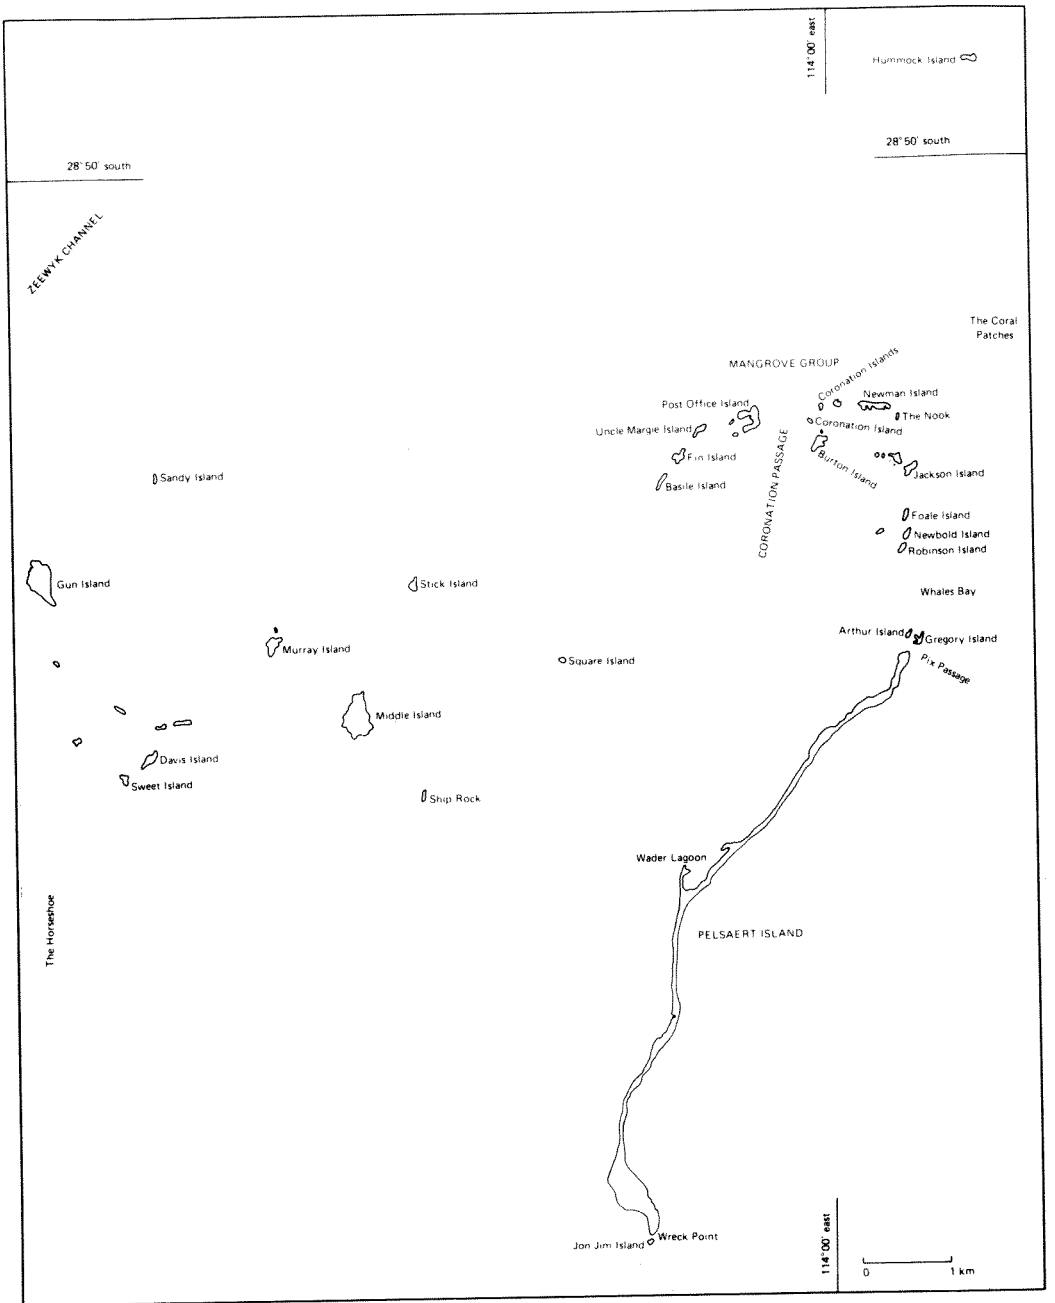 114°00' east
Hummock Island
28°50' south
28°50' south
ZEEWYK CHANNEL
The Coral
Patches
MANGROVE GROUP
Coronation Islands
Newman Island
Post Office Island
The Nook
Uncle Margie Island
Coronation Island
Fin Island
Burton Island
Jackson Island
Sandy Island
Basile Island
CORONATION PASSAGE
Foale Island
Newbold Island
Robinson Island
Gun Island
Stick Island
Whales Bay
Arthur Island
Gregory Island
Murray Island
Square Island
Pix Passage
Middle Island
Davis Island
Sweet Island
Ship Rock
Wader Lagoon
The Horseshoe
PELSAERT ISLAND
Wreck Point
Jon Jim Island
114°00' east
0 1 km